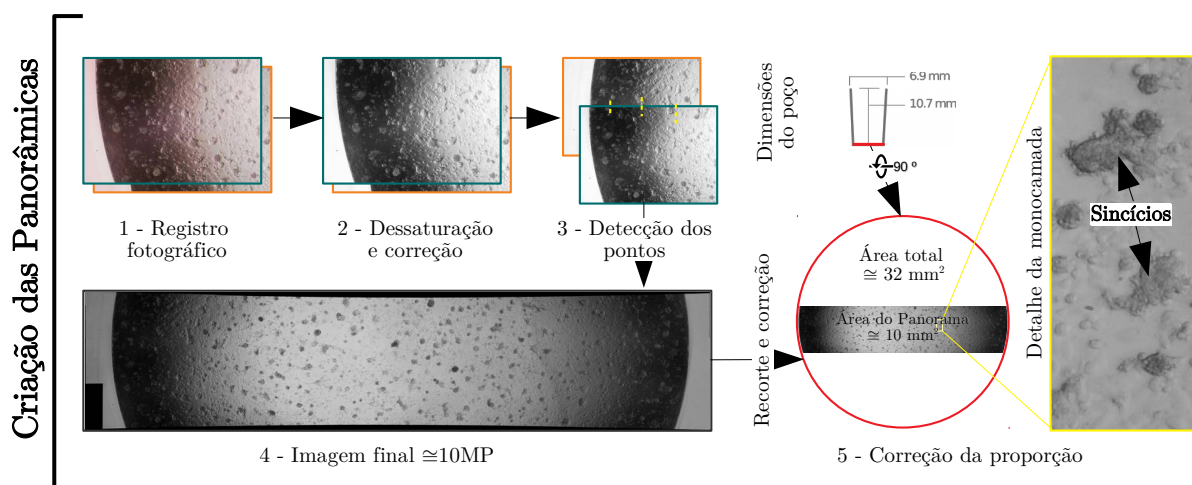 Criação das Panorâmicas
1 - Registro
fotográfico
2 - Dessaturação
e correção
3 - Detecção dos
pontos
4 - Imagem final ≅10MP
Recorte e correção
Dimensões
do poço
6.9 mm
10.7 mm
90 º
Área total
≅ 32 mm²
Área do Panorama
≅ 10 mm²
5 - Correção da proporção
Detalhe da monocamada
Sincícios